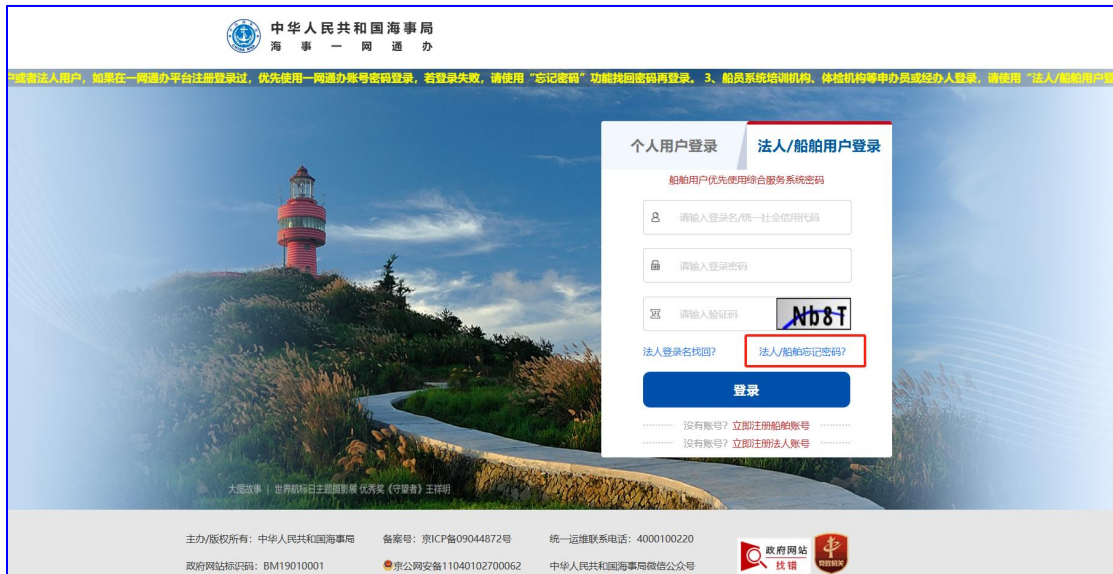 中华人民共和国海事局
海事一网通办
户或者法人用户，如果在一网通办平台注册登录过，优先使用一网通办账号密码登录，若登录失败，请使用“忘记密码”功能找回密码再登录。 3、船员系统培训机构、体检机构等申办员或经办人登录，请使用“法人/船舶用户登
个人用户登录 法人/船舶用户登录
船舶用户优先使用综合服务系统密码
请输入登录名/统一社会信用代码
请输入登录密码
请输入验证码 Nb8T
法人登录名找回? 法人/船舶忘记密码?
登录
没有账号? 立即注册船舶账号
没有账号? 立即注册法人账号
大图故事 | 世界航标日主题摄影展 优秀奖《守望者》王祥明
主办/版权所有: 中华人民共和国海事局 备案号: 京ICP备09044872号 统一运维联系电话: 4000100220
政府网站标识码: BM19010001 京公网安备11040102700062 中华人民共和国海事局微信公众号
政府网站
找错
党政机关